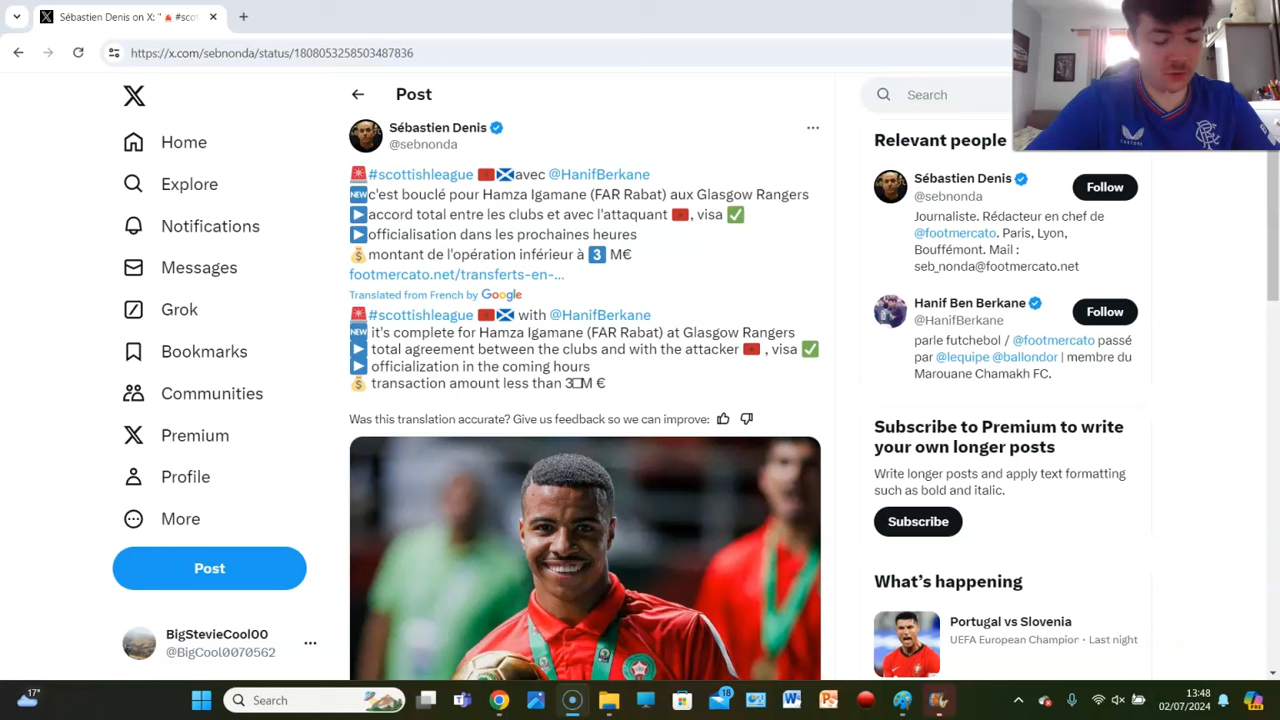 Sébastien Denis on X: "🚨 #scot
https://x.com/sebnonda/status/1808053258503487836
Home
Explore
Notifications
Messages
Grok
Bookmarks
Communities
Premium
Profile
More
Post
BigStevieCool00
@BigCool0070562
Post
Sébastien Denis
@sebnonda
🚨#scottishleague 🇲🇦🏴󠁧󠁢󠁳󠁣󠁴󠁿avec @HanifBerkane
🆕c'est bouclé pour Hamza Igamane (FAR Rabat) aux Glasgow Rangers
▶️accord total entre les clubs et avec l'attaquant 🇲🇦, visa ✅
▶️officialisation dans les prochaines heures
💰montant de l'opération inférieur à 3️⃣ M€
footmercato.net/transferts-en-...
Translated from French by Google
🚨#scottishleague 🇲🇦🏴󠁧󠁢󠁳󠁣󠁴󠁿 with @HanifBerkane
🆕 it's complete for Hamza Igamane (FAR Rabat) at Glasgow Rangers
▶️ total agreement between the clubs and with the attacker 🇲🇦 , visa ✅
▶️ officialization in the coming hours
💰 transaction amount less than 3⃣M €
Was this translation accurate? Give us feedback so we can improve:
Search
Relevant people
Sébastien Denis
@sebnonda
Follow
Journaliste. Rédacteur en chef de
@footmercato. Paris, Lyon,
Bouffémont. Mail :
seb_nonda@footmercato.net
Hanif Ben Berkane
@HanifBerkane
Follow
parle futchebol / @footmercato passé
par @lequipe @ballondor | membre du
Marouane Chamakh FC.
Subscribe to Premium to write
your own longer posts
Write longer posts and apply text formatting
such as bold and italic.
Subscribe
What's happening
Portugal vs Slovenia
UEFA European Champior · Last night
17°
Search
18
13:48
02/07/2024